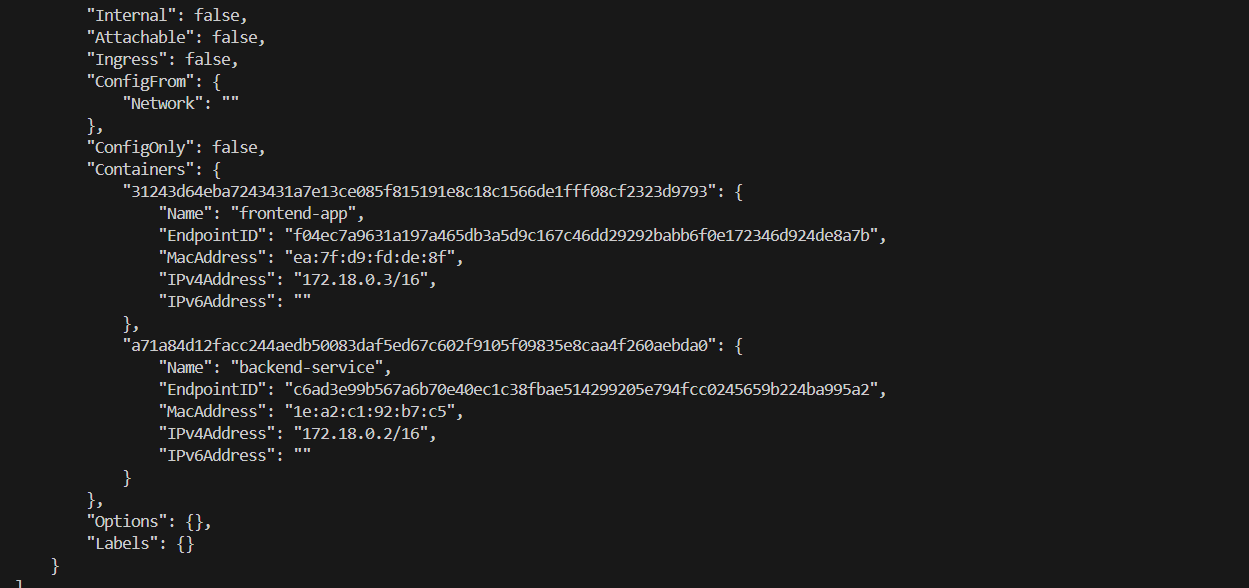 "Internal": false,
"Attachable": false,
"Ingress": false,
"ConfigFrom": {
"Network": ""
},
"ConfigOnly": false,
"Containers": {
"31243d64eba7243431a7e13ce085f815191e8c18c1566de1fff08cf2323d9793": {
"Name": "frontend-app",
"EndpointID": "f04ec7a9631a197a465db3a5d9c167c46dd29292babb6f0e172346d924de8a7b",
"MacAddress": "ea:7f:d9:fd:de:8f",
"IPv4Address": "172.18.0.3/16",
"IPv6Address": ""
},
"a71a84d12facc244aedb50083daf5ed67c602f9105f09835e8caa4f260aebda0": {
"Name": "backend-service",
"EndpointID": "c6ad3e99b567a6b70e40ec1c38fbae514299205e794fcc0245659b224ba995a2",
"MacAddress": "1e:a2:c1:92:b7:c5",
"IPv4Address": "172.18.0.2/16",
"IPv6Address": ""
}
},
"Options": {},
"Labels": {}
}
]